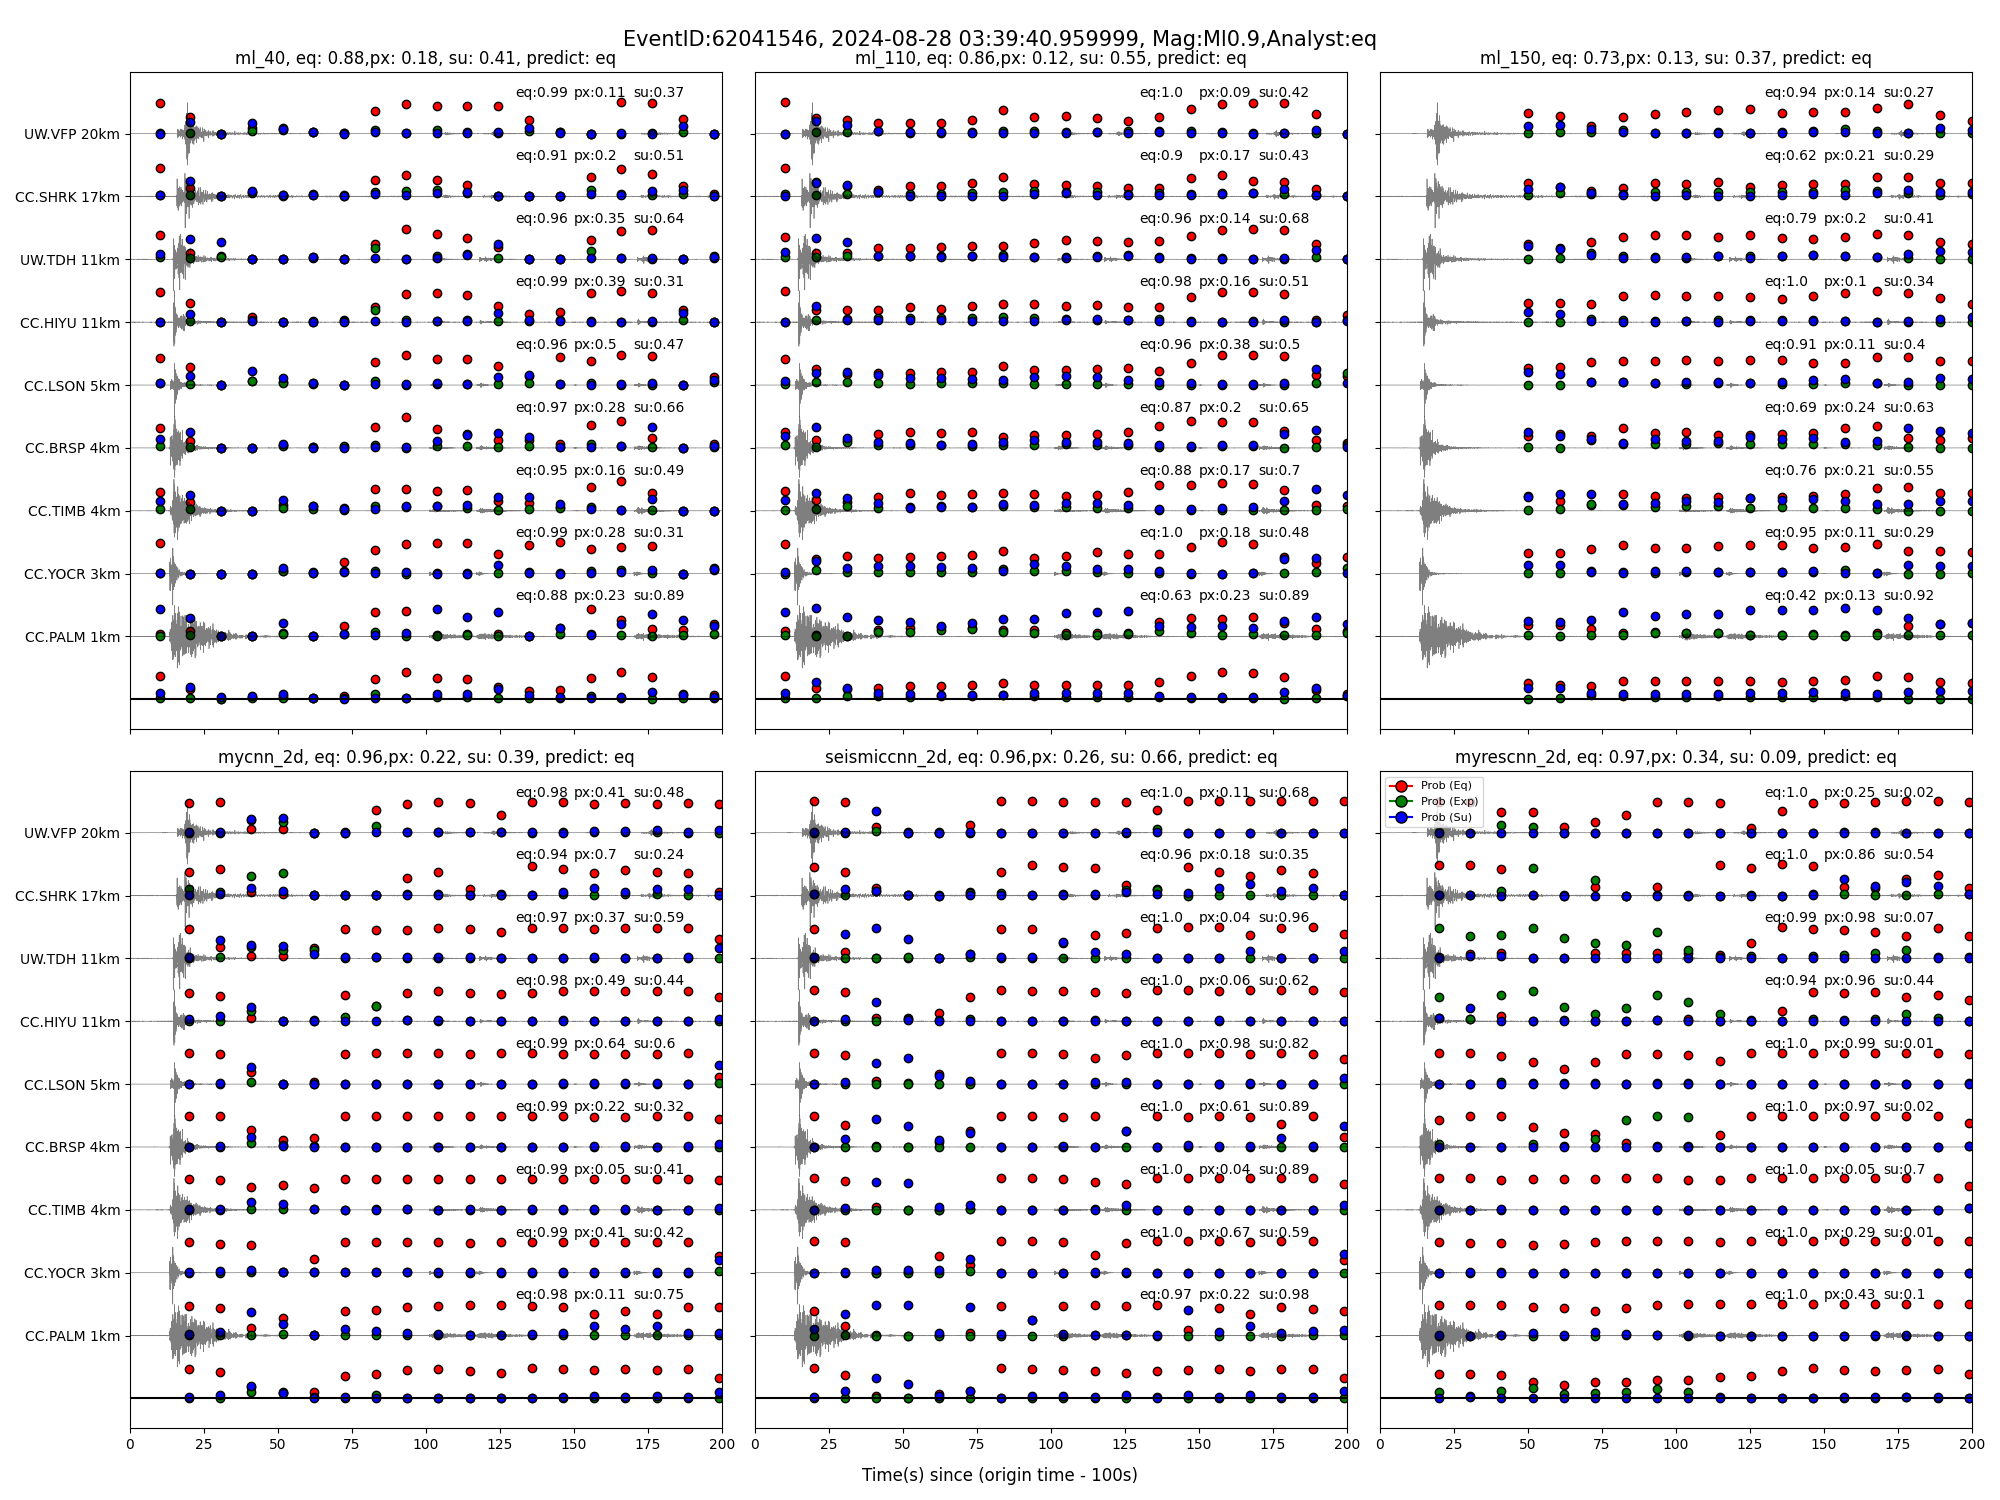 EventID:62041546, 2024-08-28 03:39:40.959999, Mag:Ml0.9,Analyst:eq
ml_40, eq: 0.88,px: 0.18, su: 0.41, predict: eq
UW.VFP 20km
eq:0.99 px:0.11 su:0.37
CC.SHRK 17km
eq:0.91 px:0.2 su:0.51
UW.TDH 11km
eq:0.96 px:0.35 su:0.64
CC.HIYU 11km
eq:0.99 px:0.39 su:0.31
CC.LSON 5km
eq:0.96 px:0.5 su:0.47
CC.BRSP 4km
eq:0.97 px:0.28 su:0.66
CC.TIMB 4km
eq:0.95 px:0.16 su:0.49
CC.YOCR 3km
eq:0.99 px:0.28 su:0.31
CC.PALM 1km
eq:0.88 px:0.23 su:0.89
ml_110, eq: 0.86,px: 0.12, su: 0.55, predict: eq
eq:1.0 px:0.09 su:0.42
eq:0.9 px:0.17 su:0.43
eq:0.96 px:0.14 su:0.68
eq:0.98 px:0.16 su:0.51
eq:0.96 px:0.38 su:0.5
eq:0.87 px:0.2 su:0.65
eq:0.88 px:0.17 su:0.7
eq:1.0 px:0.18 su:0.48
eq:0.63 px:0.23 su:0.89
ml_150, eq: 0.73,px: 0.13, su: 0.37, predict: eq
eq:0.94 px:0.14 su:0.27
eq:0.62 px:0.21 su:0.29
eq:0.79 px:0.2 su:0.41
eq:1.0 px:0.1 su:0.34
eq:0.91 px:0.11 su:0.4
eq:0.69 px:0.24 su:0.63
eq:0.76 px:0.21 su:0.55
eq:0.95 px:0.11 su:0.29
eq:0.42 px:0.13 su:0.92
mycnn_2d, eq: 0.96,px: 0.22, su: 0.39, predict: eq
UW.VFP 20km
eq:0.98 px:0.41 su:0.48
CC.SHRK 17km
eq:0.94 px:0.7 su:0.24
UW.TDH 11km
eq:0.97 px:0.37 su:0.59
CC.HIYU 11km
eq:0.98 px:0.49 su:0.44
CC.LSON 5km
eq:0.99 px:0.64 su:0.6
CC.BRSP 4km
eq:0.99 px:0.22 su:0.32
CC.TIMB 4km
eq:0.99 px:0.05 su:0.41
CC.YOCR 3km
eq:0.99 px:0.41 su:0.42
CC.PALM 1km
eq:0.98 px:0.11 su:0.75
0 25 50 75 100 125 150 175 200
seismiccnn_2d, eq: 0.96,px: 0.26, su: 0.66, predict: eq
eq:1.0 px:0.11 su:0.68
eq:0.96 px:0.18 su:0.35
eq:1.0 px:0.04 su:0.96
eq:1.0 px:0.06 su:0.62
eq:1.0 px:0.98 su:0.82
eq:1.0 px:0.61 su:0.89
eq:1.0 px:0.04 su:0.89
eq:1.0 px:0.67 su:0.59
eq:0.97 px:0.22 su:0.98
0 25 50 75 100 125 150 175 200
myrescnn_2d, eq: 0.97,px: 0.34, su: 0.09, predict: eq
Prob (Eq)
Prob (Exp)
Prob (Su)
eq:1.0 px:0.25 su:0.02
eq:1.0 px:0.86 su:0.54
eq:0.99 px:0.98 su:0.07
eq:0.94 px:0.96 su:0.44
eq:1.0 px:0.99 su:0.01
eq:1.0 px:0.97 su:0.02
eq:1.0 px:0.05 su:0.7
eq:1.0 px:0.29 su:0.01
eq:1.0 px:0.43 su:0.1
0 25 50 75 100 125 150 175 200
Time(s) since (origin time - 100s)